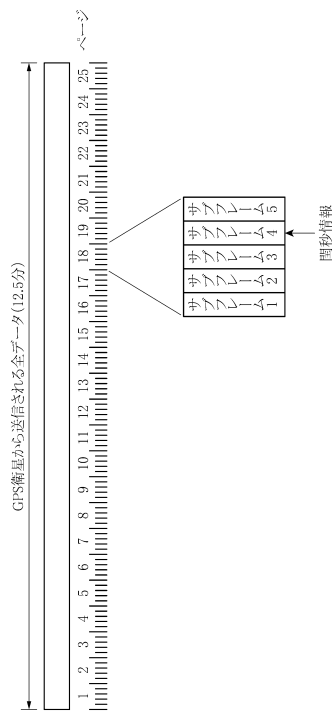 GPS衛星から送信される全データ(12.5分)
1 2 3 4 5 6 7 8 9 10 11 12 13 14 15 16 17 18 19 20 21 22 23 24 25 ページ
サブフレーム1
サブフレーム2
サブフレーム3
サブフレーム4
サブフレーム5
閏秒情報